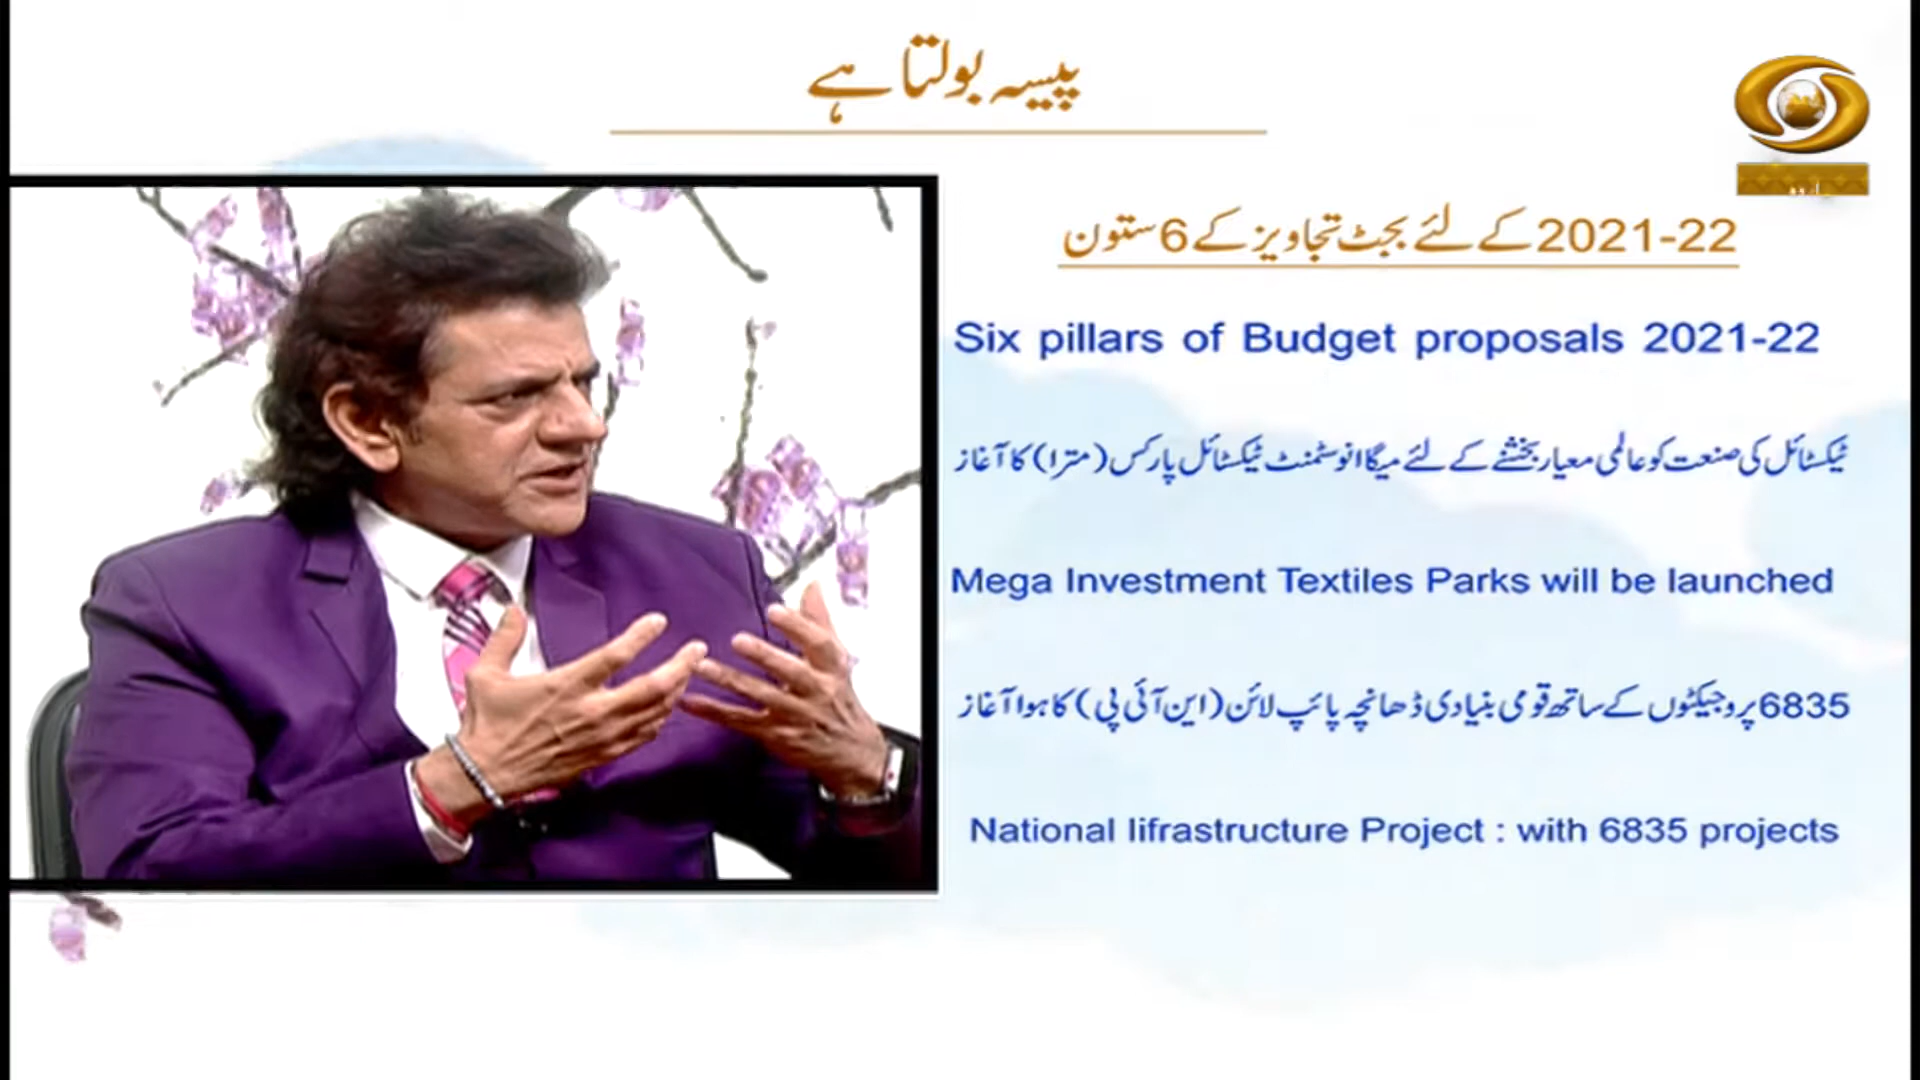 پیسہ بولتا ہے
اردو
2021-22 کے لئے بجٹ تجاویز کے 6 ستون
Six pillars of Budget proposals 2021-22
ٹیکسٹائل کی صنعت کو عالمی معیار بخشنے کے لئے میگا انوسٹمنٹ ٹیکسٹائل پارکس (مترا) کا آغاز
Mega Investment Textiles Parks will be launched
6835 پروجیکٹوں کے ساتھ قومی بنیادی ڈھانچہ پائپ لائن (این آئی پی) کا ہوا آغاز
National Iifrastructure Project : with 6835 projects